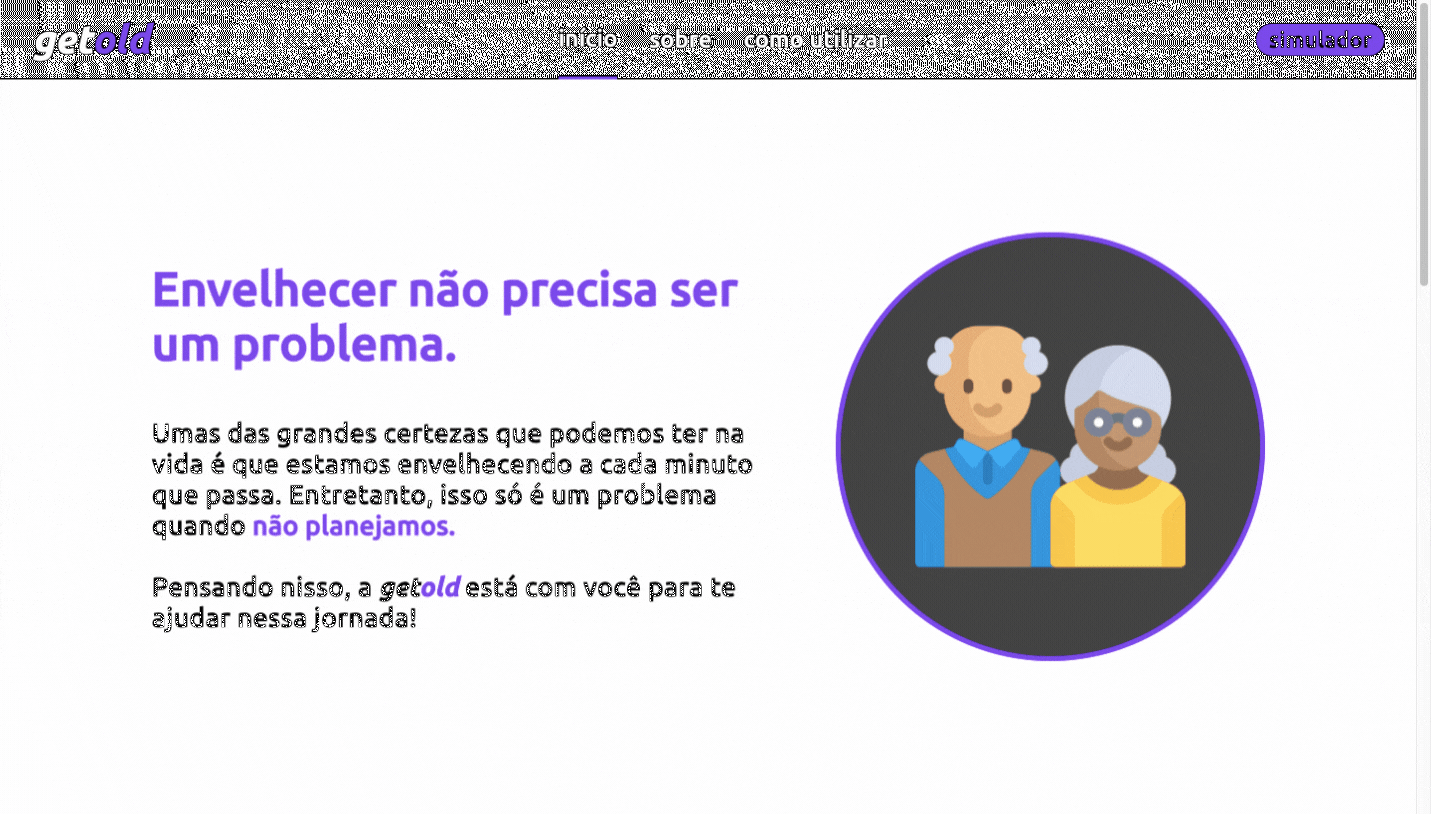 getold
início sobre como utilizar
simulador
Envelhecer não precisa ser
um problema.
Umas das grandes certezas que podemos ter na
vida é que estamos envelhecendo a cada minuto
que passa. Entretanto, isso só é um problema
quando não planejamos.
Pensando nisso, a getold está com você para te
ajudar nessa jornada!